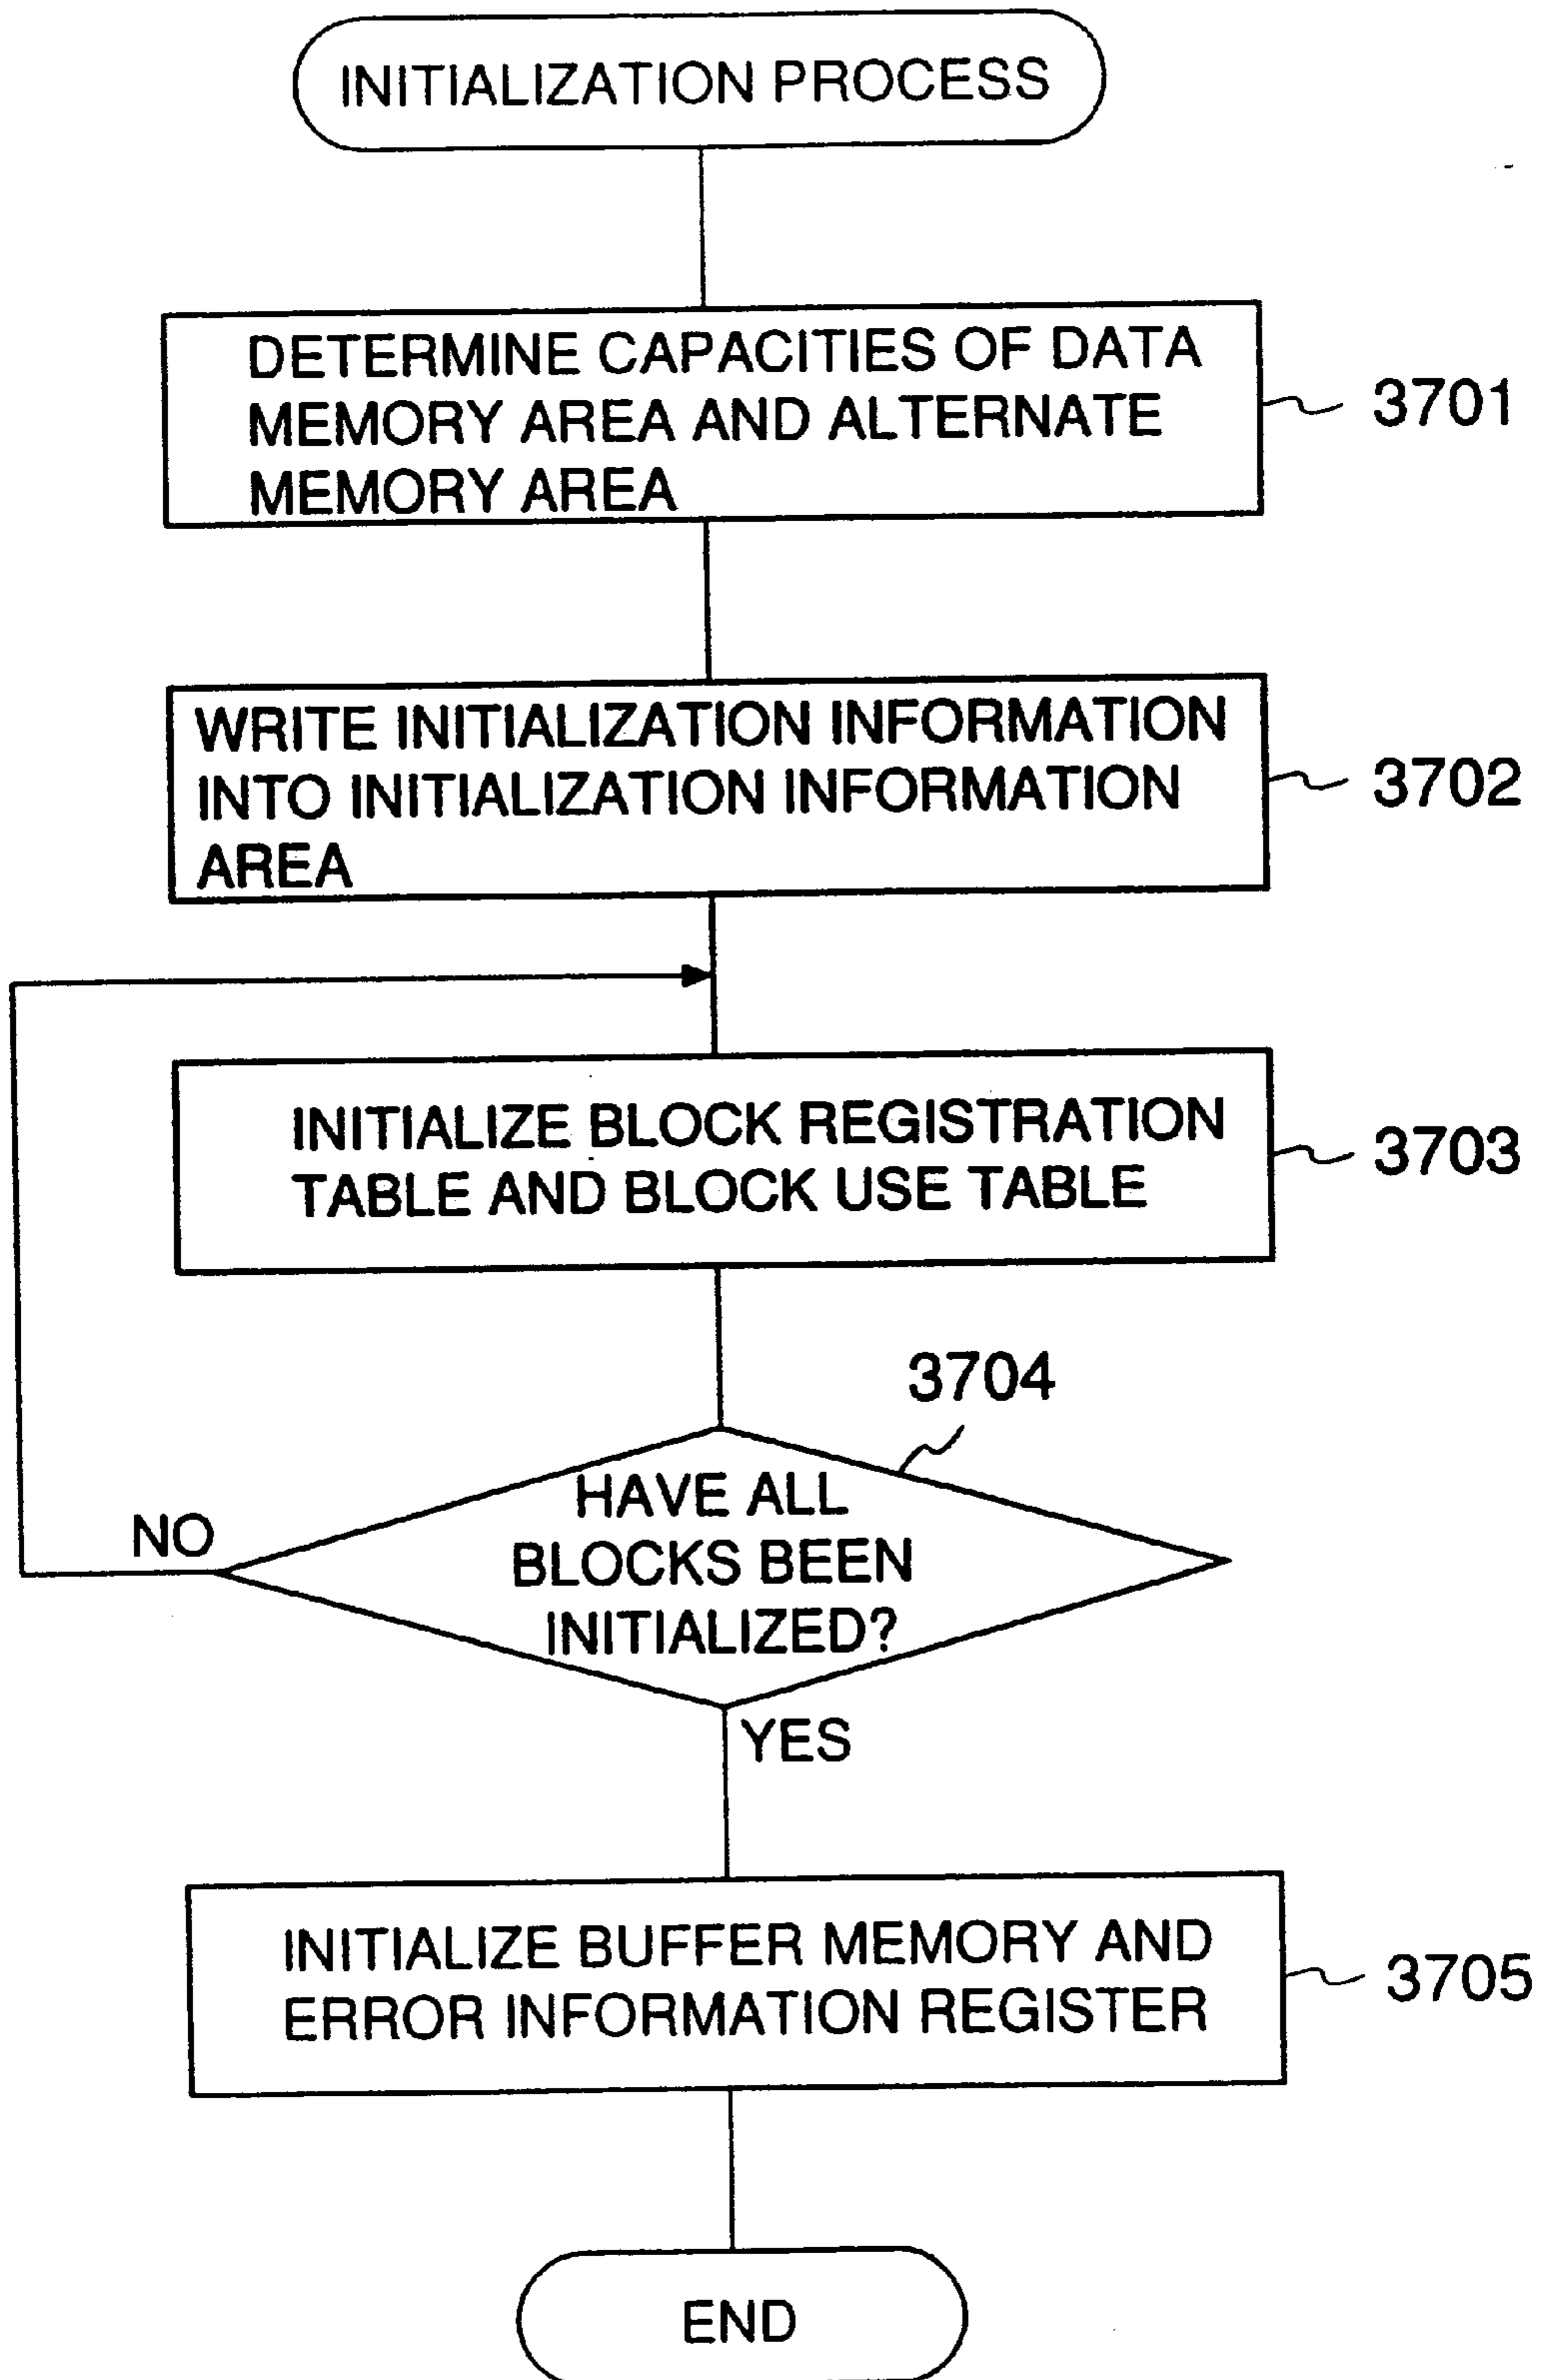 INITIALIZATION PROCESS
DETERMINE CAPACITIES OF DATA
MEMORY AREA AND ALTERNATE
MEMORY AREA
3701
WRITE INITIALIZATION INFORMATION
INTO INITIALIZATION INFORMATION
AREA
3702
INITIALIZE BLOCK REGISTRATION
TABLE AND BLOCK USE TABLE
3703
3704
HAVE ALL
BLOCKS BEEN
INITIALIZED?
NO
YES
INITIALIZE BUFFER MEMORY AND
ERROR INFORMATION REGISTER
3705
END